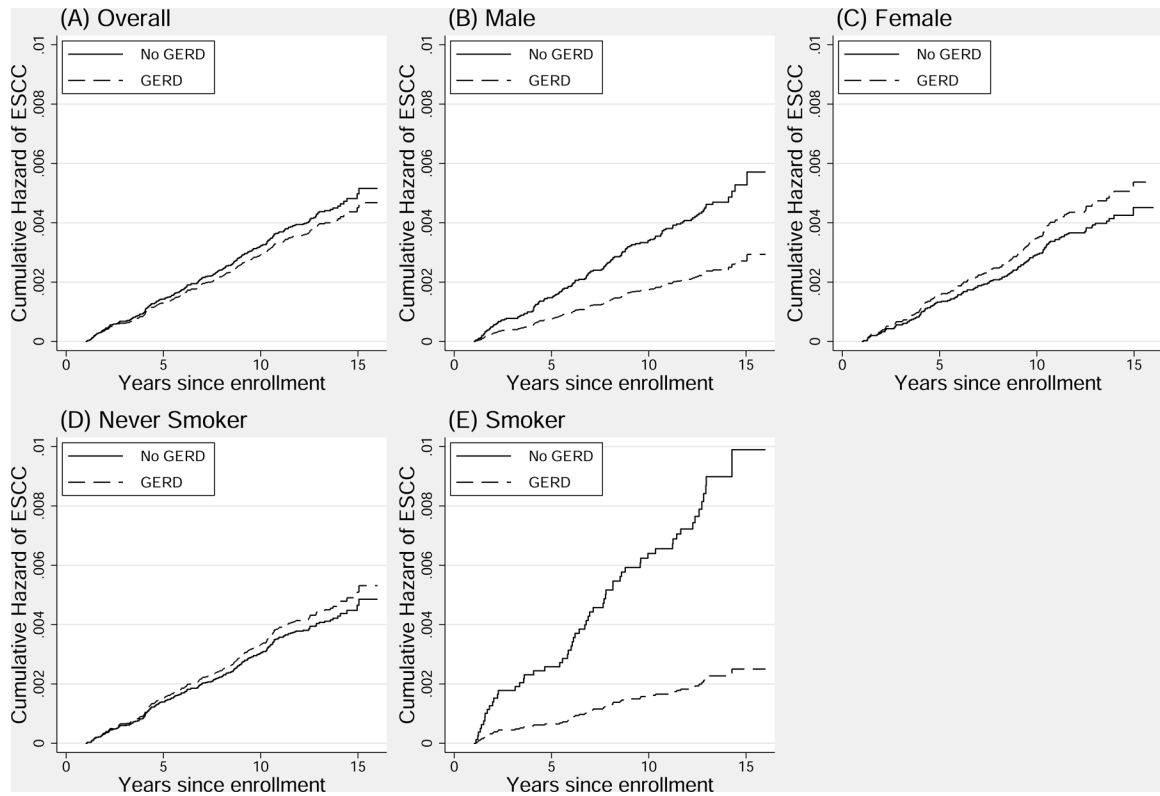 (A) Overall
No GERD
GERD
Cumulative Hazard of ESCC
.01
.008
.006
.004
.002
0
0 5 10 15
Years since enrollment
(B) Male
No GERD
GERD
Cumulative Hazard of ESCC
.01
.008
.006
.004
.002
0
0 5 10 15
Years since enrollment
(C) Female
No GERD
GERD
Cumulative Hazard of ESCC
.01
.008
.006
.004
.002
0
0 5 10 15
Years since enrollment
(D) Never Smoker
No GERD
GERD
Cumulative Hazard of ESCC
.01
.008
.006
.004
.002
0
0 5 10 15
Years since enrollment
(E) Smoker
No GERD
GERD
Cumulative Hazard of ESCC
.01
.008
.006
.004
.002
0
0 5 10 15
Years since enrollment